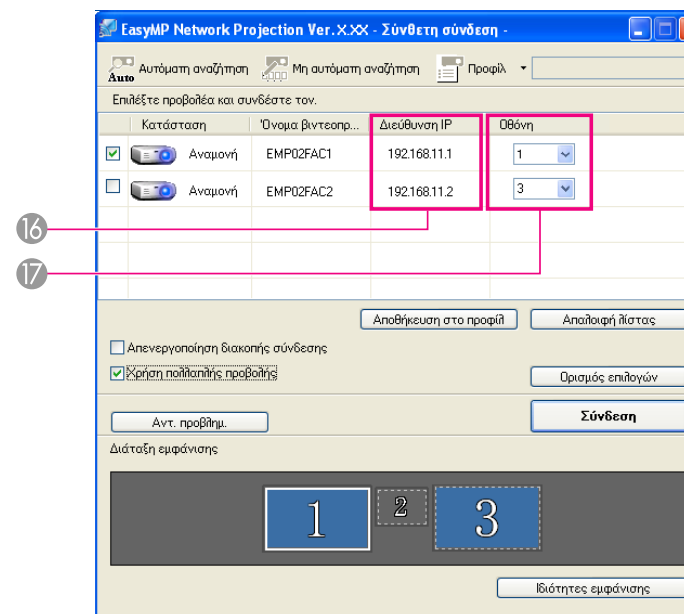 EasyMP Network Projection Ver.X.XX - Σύνθετη σύνδεση -
Auto Αυτόματη αναζήτηση Μη αυτόματη αναζήτηση Προφίλ
Επιλέξτε προβολέα και συνδέστε τον.
Κατάσταση Όνομα βιντεοπρ... Διεύθυνση IP Οθόνη
Αναμονή EMP02FAC1 192.168.11.1 1
Αναμονή EMP02FAC2 192.168.11.2 3
16
17
Αποθήκευση στο προφίλ Απαλοιφή λίστας
Απενεργοποίηση διακοπής σύνδεσης
Χρήση πολλαπλής προβολής Ορισμός επιλογών
Αντ. προβλημ. Σύνδεση
Διάταξη εμφάνισης
1 2 3
Ιδιότητες εμφάνισης